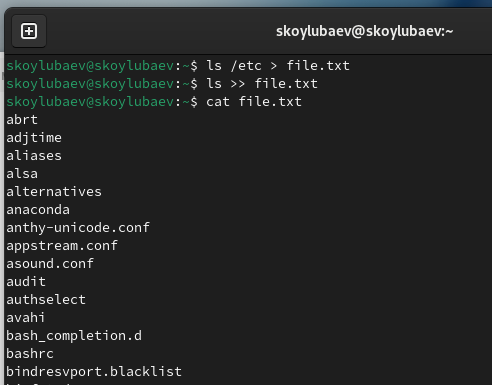 skoylubaev@skoylubaev:~
skoylubaev@skoylubaev:~$ ls /etc > file.txt
skoylubaev@skoylubaev:~$ ls >> file.txt
skoylubaev@skoylubaev:~$ cat file.txt
abrt
adjtime
aliases
alsa
alternatives
anaconda
anthy-unicode.conf
appstream.conf
asound.conf
audit
authselect
avahi
bash_completion.d
bashrc
bindresvport.blacklist